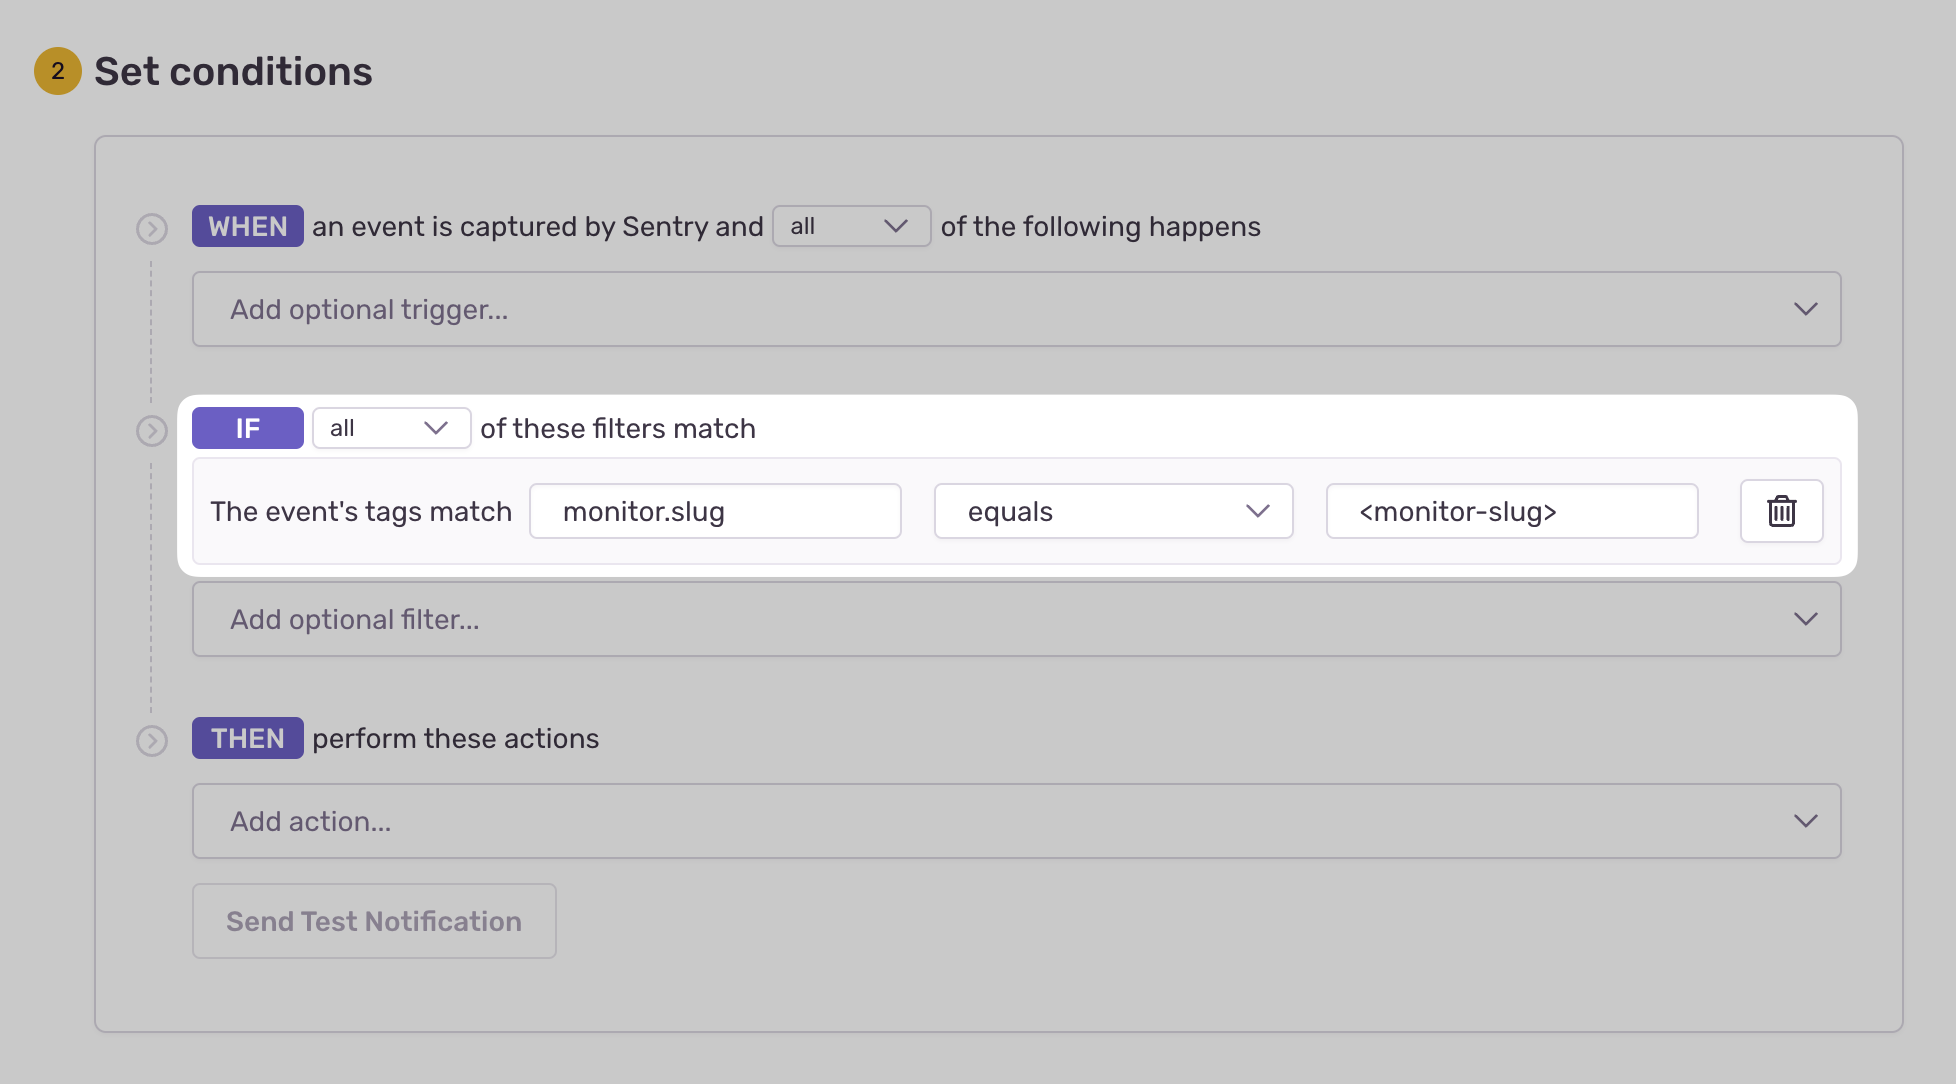 2 Set conditions
WHEN an event is captured by Sentry and all of the following happens
Add optional trigger...
IF all of these filters match
The event's tags match monitor.slug equals <monitor-slug>
Add optional filter...
THEN perform these actions
Add action...
Send Test Notification